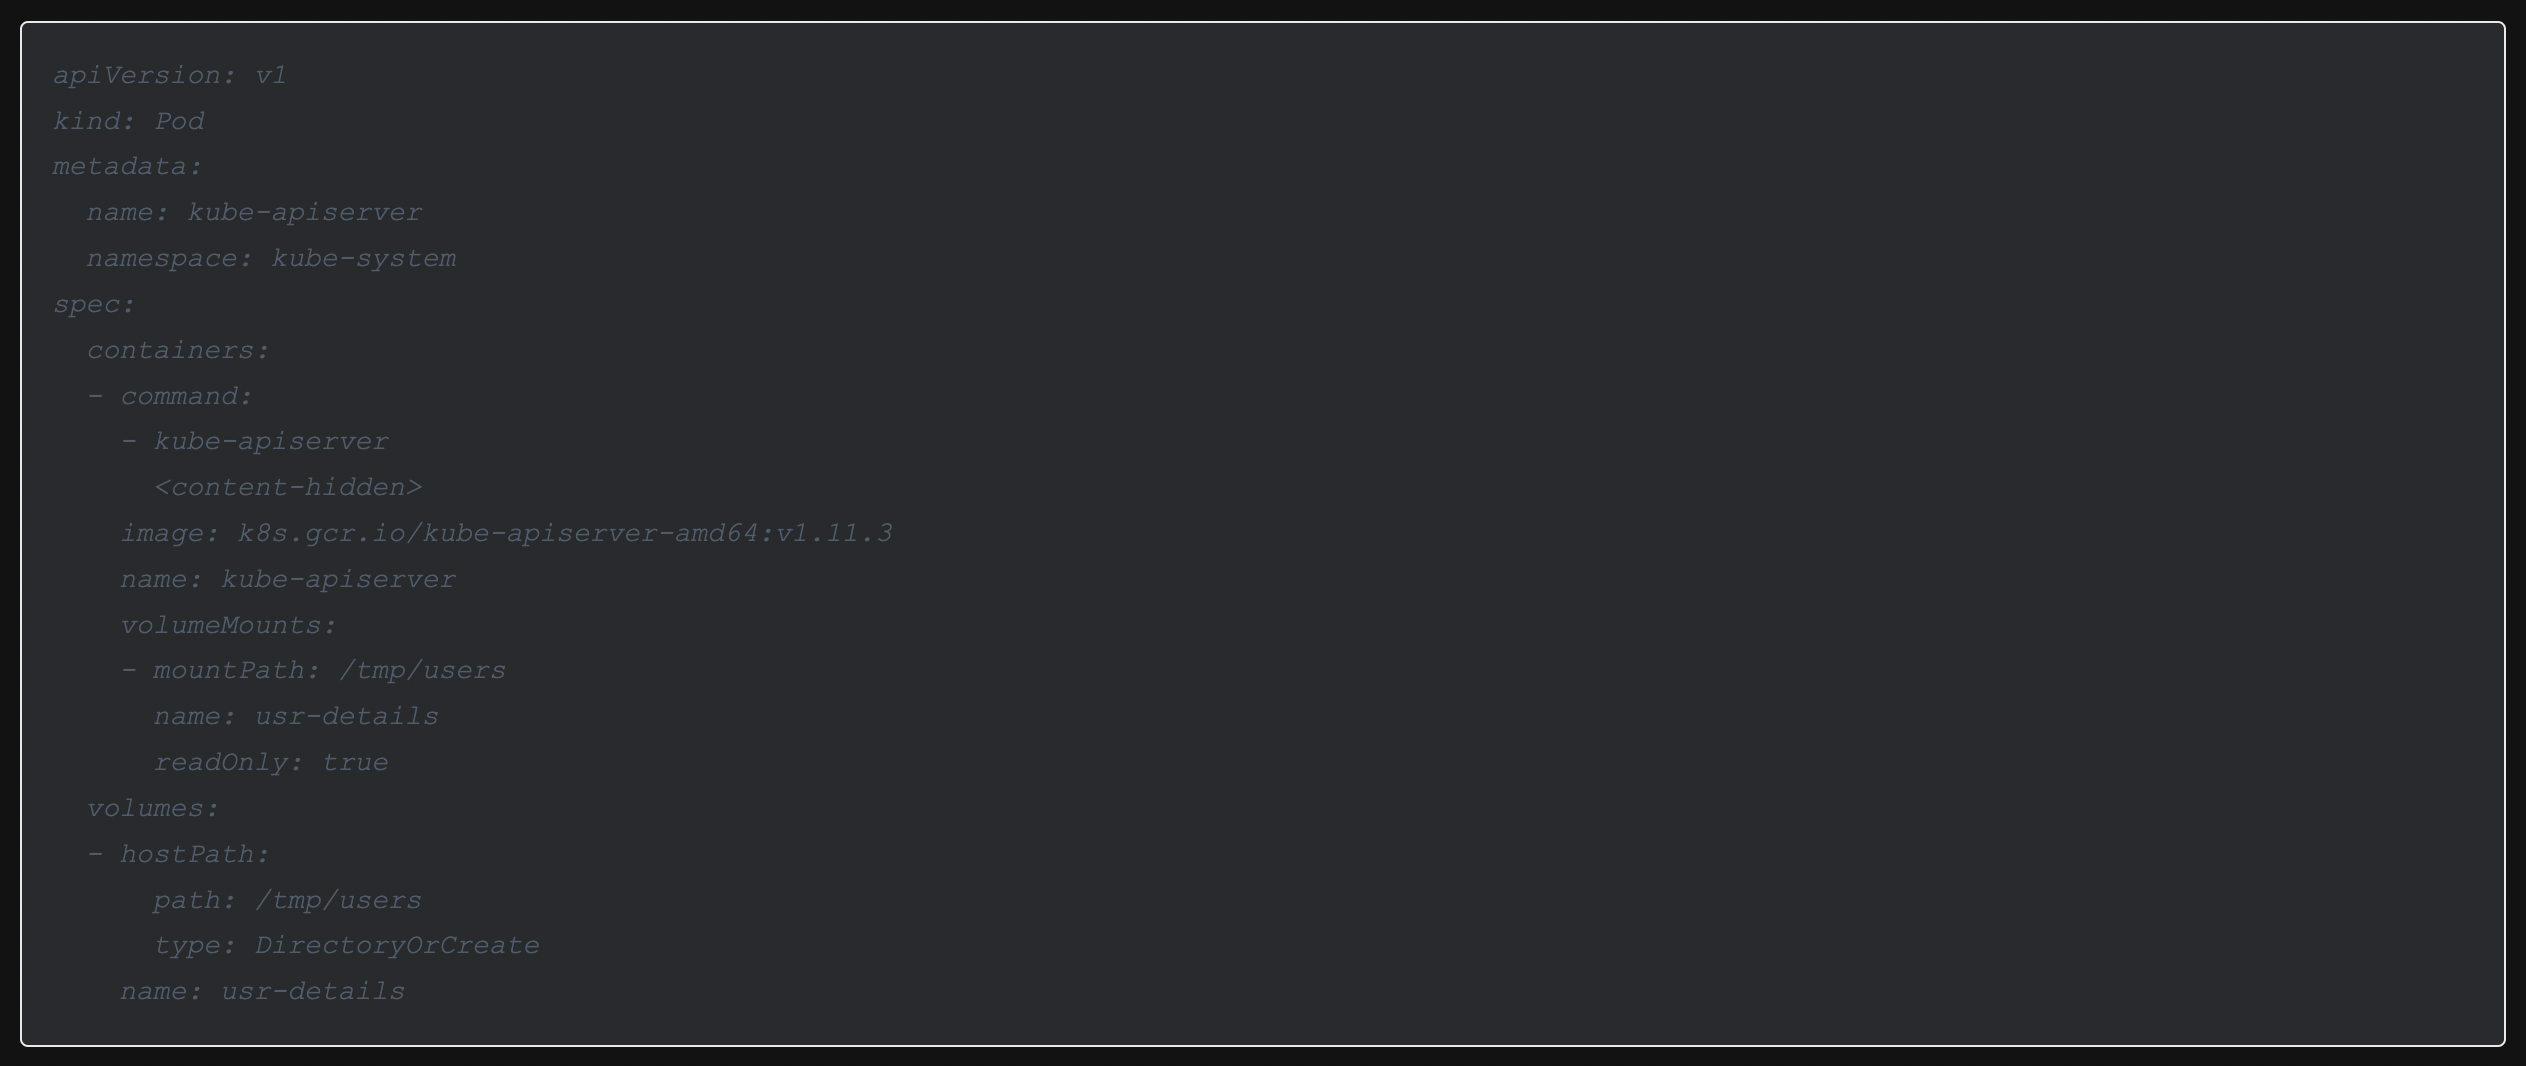 apiVersion: v1
kind: Pod
metadata:
  name: kube-apiserver
  namespace: kube-system
spec:
  containers:
  - command:
    - kube-apiserver
      <content-hidden>
    image: k8s.gcr.io/kube-apiserver-amd64:v1.11.3
    name: kube-apiserver
    volumeMounts:
    - mountPath: /tmp/users
      name: usr-details
      readOnly: true
  volumes:
  - hostPath:
      path: /tmp/users
      type: DirectoryOrCreate
    name: usr-details